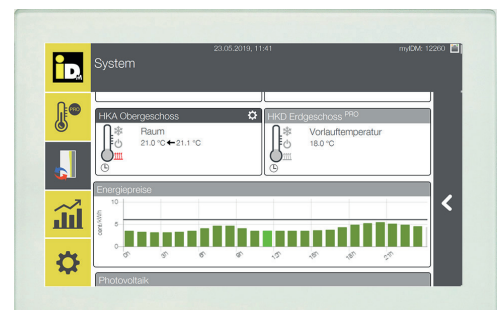 23.05.2019, 11:41
myIDM: 12260
iDM
System
PRO
HKA Obergeschoss
HKD Erdgeschoss PRO
Raum
21.0 °C ← 21.1 °C
Vorlauftemperatur
18.0 °C
Energiepreise
10
5
0
cent/kWh
0h
3h
6h
9h
12h
15h
18h
21h
Photovoltaik